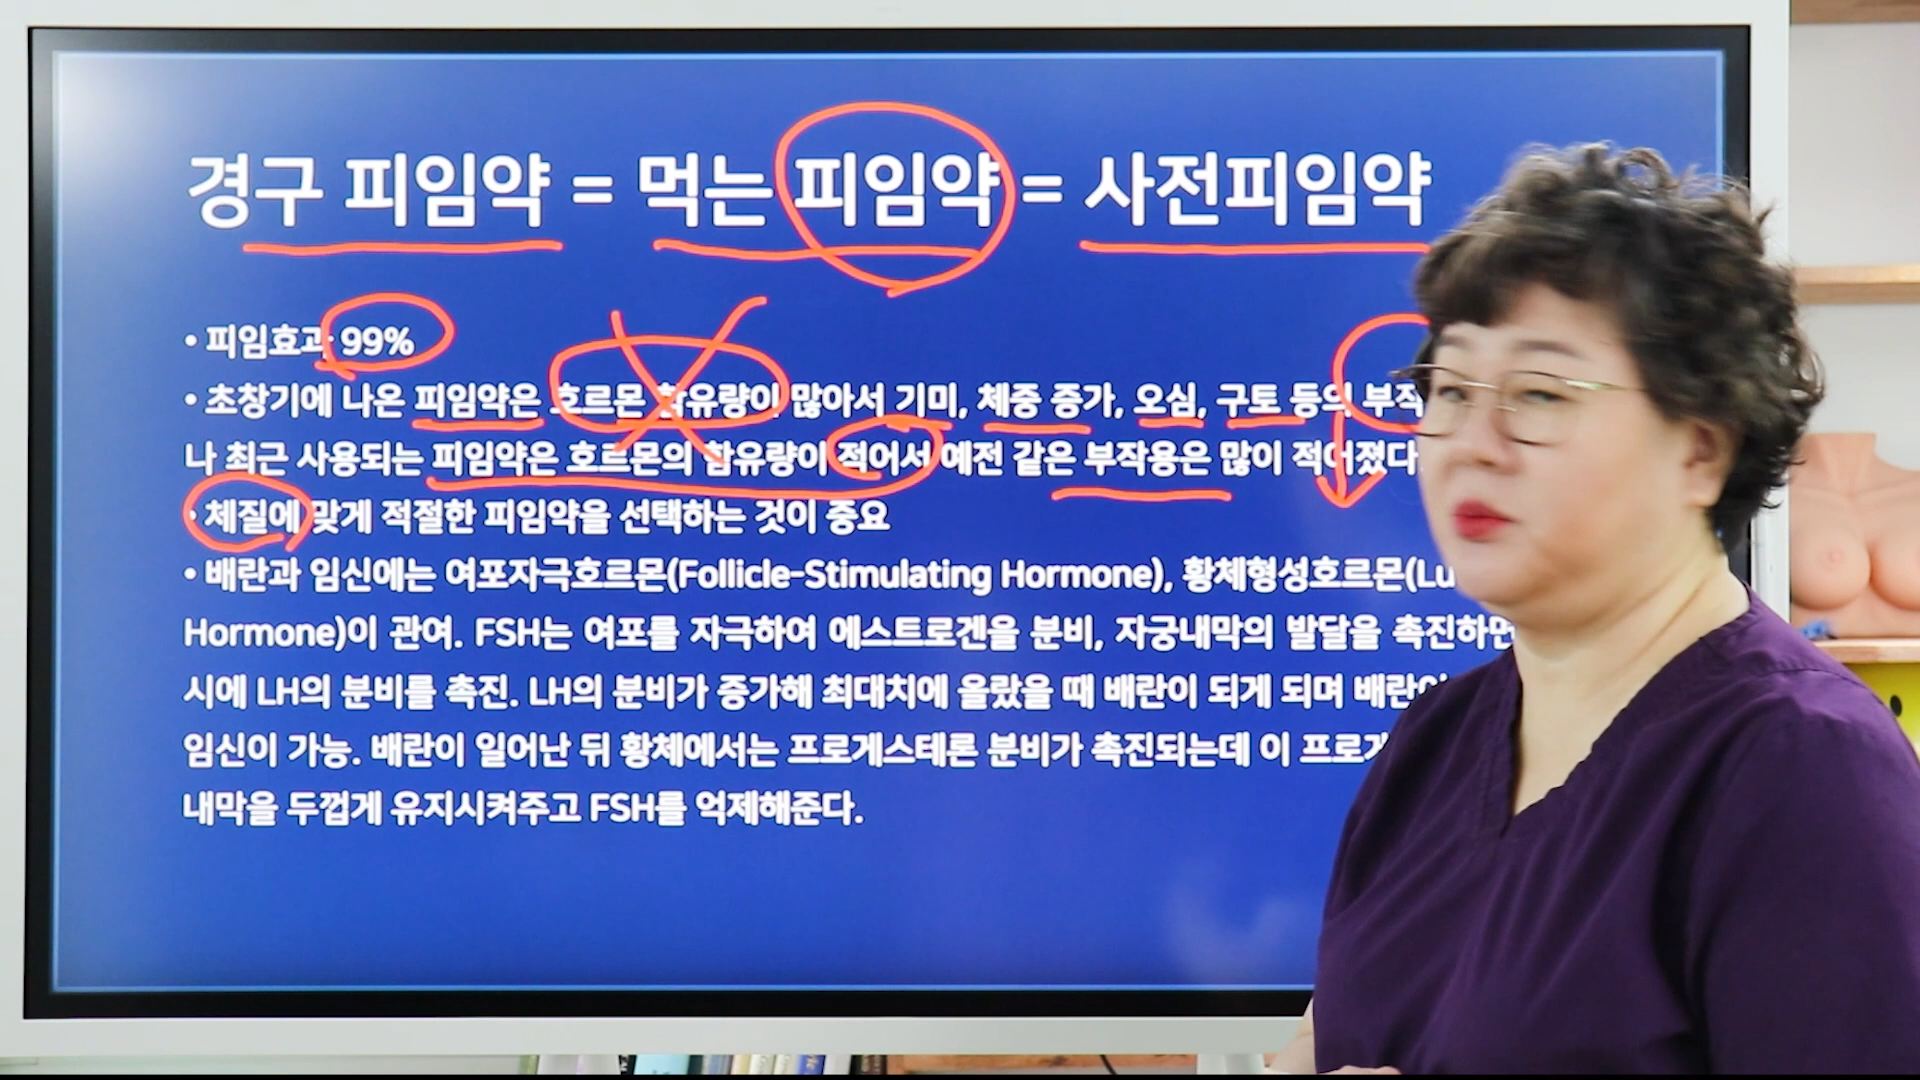 경구 피임약 = 먹는 피임약 = 사전피임약
• 피임효과 99%
• 초창기에 나온 피임약은 호르몬 함유량이 많아서 기미, 체중 증가, 오심, 구토 등의 부작
나 최근 사용되는 피임약은 호르몬의 함유량이 적어서 예전 같은 부작용은 많이 적어졌다
• 체질에 맞게 적절한 피임약을 선택하는 것이 중요
• 배란과 임신에는 여포자극호르몬(Follicle-Stimulating Hormone), 황체형성호르몬(Lu
Hormone)이 관여. FSH는 여포를 자극하여 에스트로겐을 분비, 자궁내막의 발달을 촉진하면
시에 LH의 분비를 촉진. LH의 분비가 증가해 최대치에 올랐을 때 배란이 되게 되며 배란이
임신이 가능. 배란이 일어난 뒤 황체에서는 프로게스테론 분비가 촉진되는데 이 프로게
내막을 두껍게 유지시켜주고 FSH를 억제해준다.